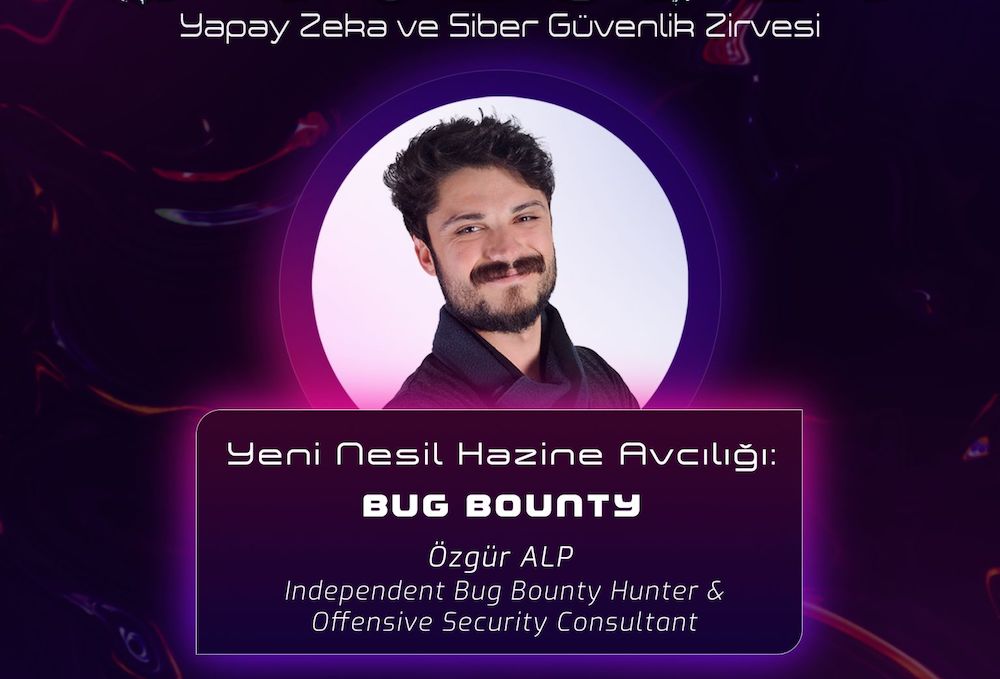 Yapay Zeka ve Siber Güvenlik Zirvesi
Yeni Nesil Hazine Avcılığı:
BUG BOUNTY
Özgür ALP
Independent Bug Bounty Hunter &
Offensive Security Consultant